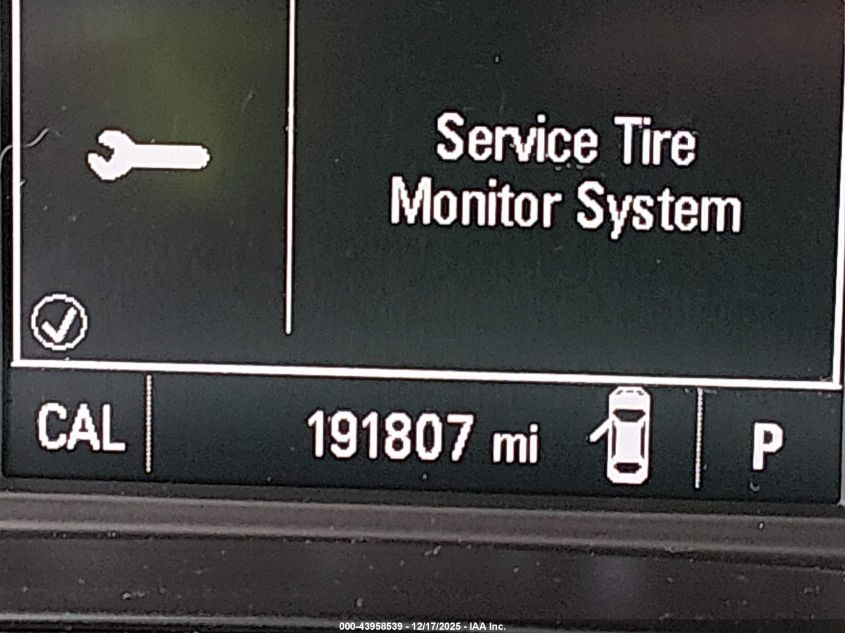 Service Tire
Monitor System
CAL
191807 mi
P
000-43958539 - 12/17/2025 - IAA Inc.